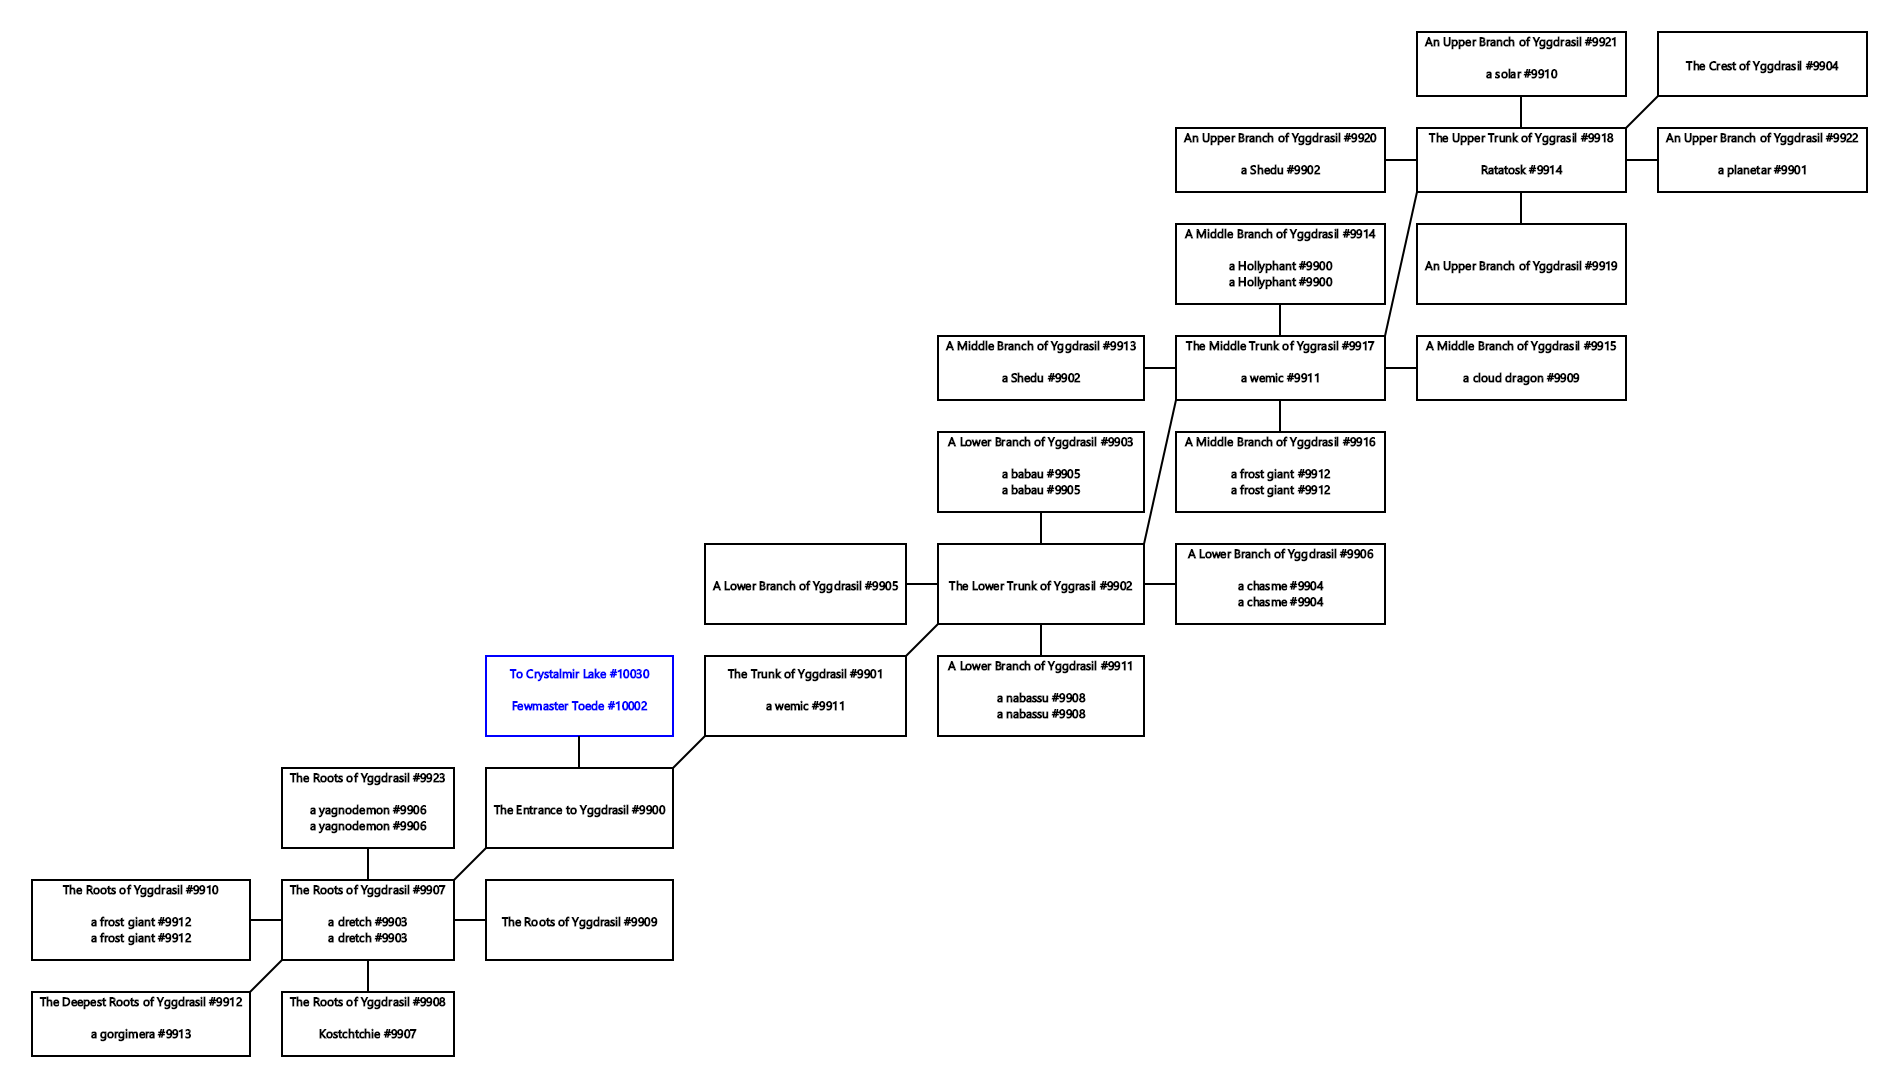 An Upper Branch of Yggdrasil #9921
a solar #9910
The Crest of Yggdrasil #9904
An Upper Branch of Yggdrasil #9920
a Shedu #9902
The Upper Trunk of Yggrasil #9918
Ratatosk #9914
An Upper Branch of Yggdrasil #9922
a planetar #9901
A Middle Branch of Yggdrasil #9914
a Hollyphant #9900
a Hollyphant #9900
An Upper Branch of Yggdrasil #9919
A Middle Branch of Yggdrasil #9913
a Shedu #9902
The Middle Trunk of Yggrasil #9917
a wemic #9911
A Middle Branch of Yggdrasil #9915
a cloud dragon #9909
A Lower Branch of Yggdrasil #9903
a babau #9905
a babau #9905
A Middle Branch of Yggdrasil #9916
a frost giant #9912
a frost giant #9912
A Lower Branch of Yggdrasil #9905
The Lower Trunk of Yggrasil #9902
A Lower Branch of Yggdrasil #9906
a chasme #9904
a chasme #9904
To Crystalmir Lake #10030
Fewmaster Toede #10002
The Trunk of Yggdrasil #9901
a wemic #9911
A Lower Branch of Yggdrasil #9911
a nabassu #9908
a nabassu #9908
The Roots of Yggdrasil #9923
a yagnodemon #9906
a yagnodemon #9906
The Entrance to Yggdrasil #9900
The Roots of Yggdrasil #9910
a frost giant #9912
a frost giant #9912
The Roots of Yggdrasil #9907
a dretch #9903
a dretch #9903
The Roots of Yggdrasil #9909
The Deepest Roots of Yggdrasil #9912
a gorgimera #9913
The Roots of Yggdrasil #9908
Kostchtchie #9907